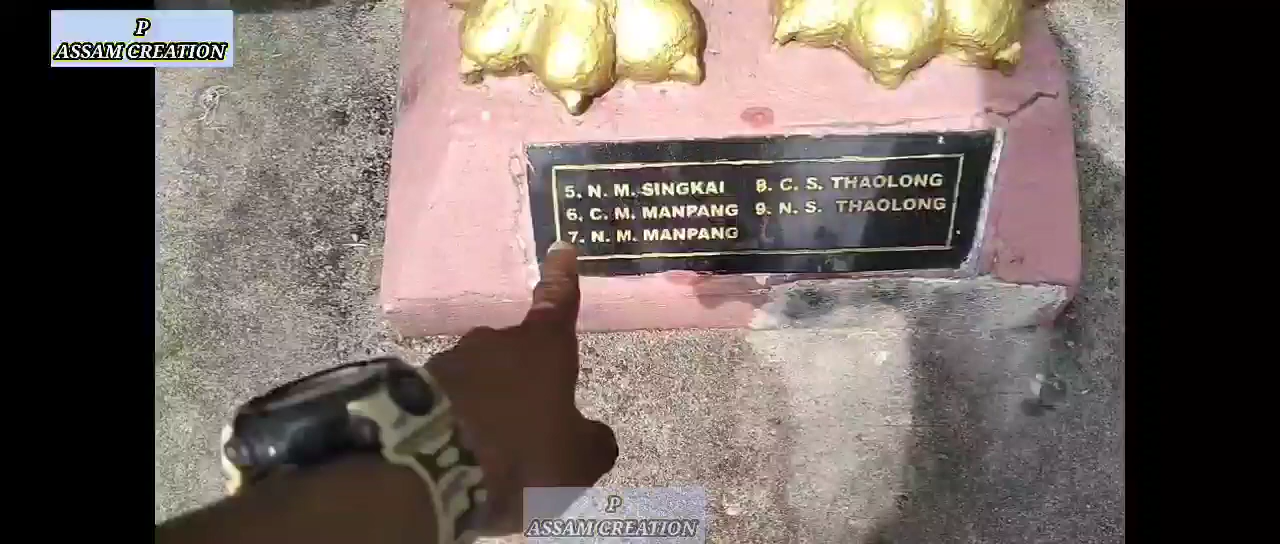 P
ASSAM CREATION
5. N. M. SINGKAI 8. C. S. THAOLONG
6. C. M. MANPANG 9. N. S. THAOLONG
7. N. M. MANPANG
P
ASSAM CREATION